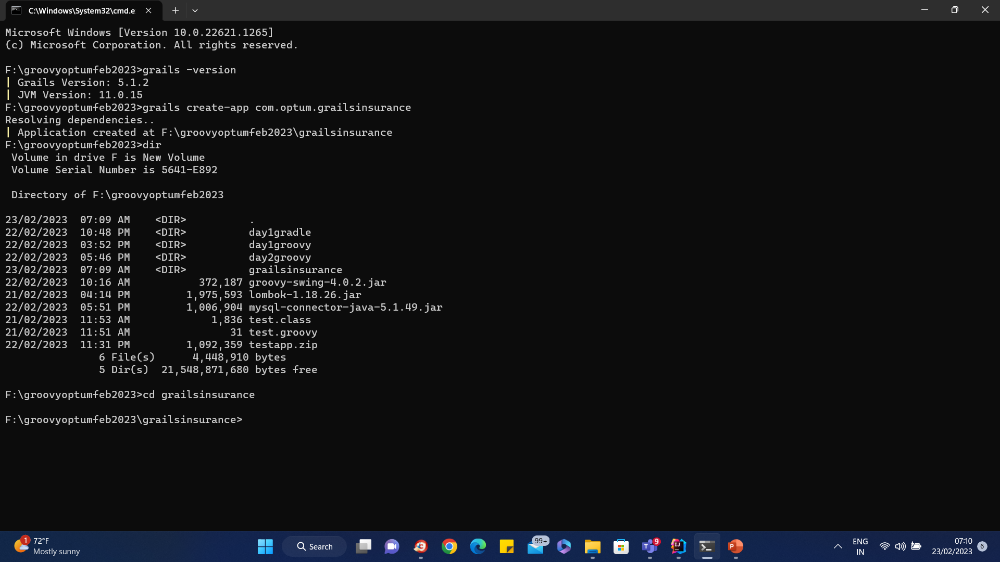 C:\Windows\System32\cmd.e
Microsoft Windows [Version 10.0.22621.1265]
(c) Microsoft Corporation. All rights reserved.
F:\groovyoptumfeb2023>grails -version
| Grails Version: 5.1.2
| JVM Version: 11.0.15
F:\groovyoptumfeb2023>grails create-app com.optum.grailsinsurance
Resolving dependencies..
| Application created at F:\groovyoptumfeb2023\grailsinsurance
F:\groovyoptumfeb2023>dir
 Volume in drive F is New Volume
 Volume Serial Number is 5641-E892
 Directory of F:\groovyoptumfeb2023
23/02/2023  07:09 AM    <DIR>          .
22/02/2023  10:48 PM    <DIR>          day1gradle
22/02/2023  03:52 PM    <DIR>          day1groovy
22/02/2023  05:46 PM    <DIR>          day2groovy
23/02/2023  07:09 AM    <DIR>          grailsinsurance
22/02/2023  10:16 AM           372,187 groovy-swing-4.0.2.jar
21/02/2023  04:14 PM         1,975,593 lombok-1.18.26.jar
22/02/2023  05:51 PM         1,006,904 mysql-connector-java-5.1.49.jar
21/02/2023  11:53 AM             1,836 test.class
21/02/2023  11:51 AM                31 test.groovy
22/02/2023  11:31 PM         1,092,359 testapp.zip
               6 File(s)      4,448,910 bytes
               5 Dir(s)  21,548,871,680 bytes free
F:\groovyoptumfeb2023>cd grailsinsurance
F:\groovyoptumfeb2023\grailsinsurance>
1
72°F
Mostly sunny
Search
99+
T
9
IJ
P
ENG
IN
07:10
23/02/2023
6